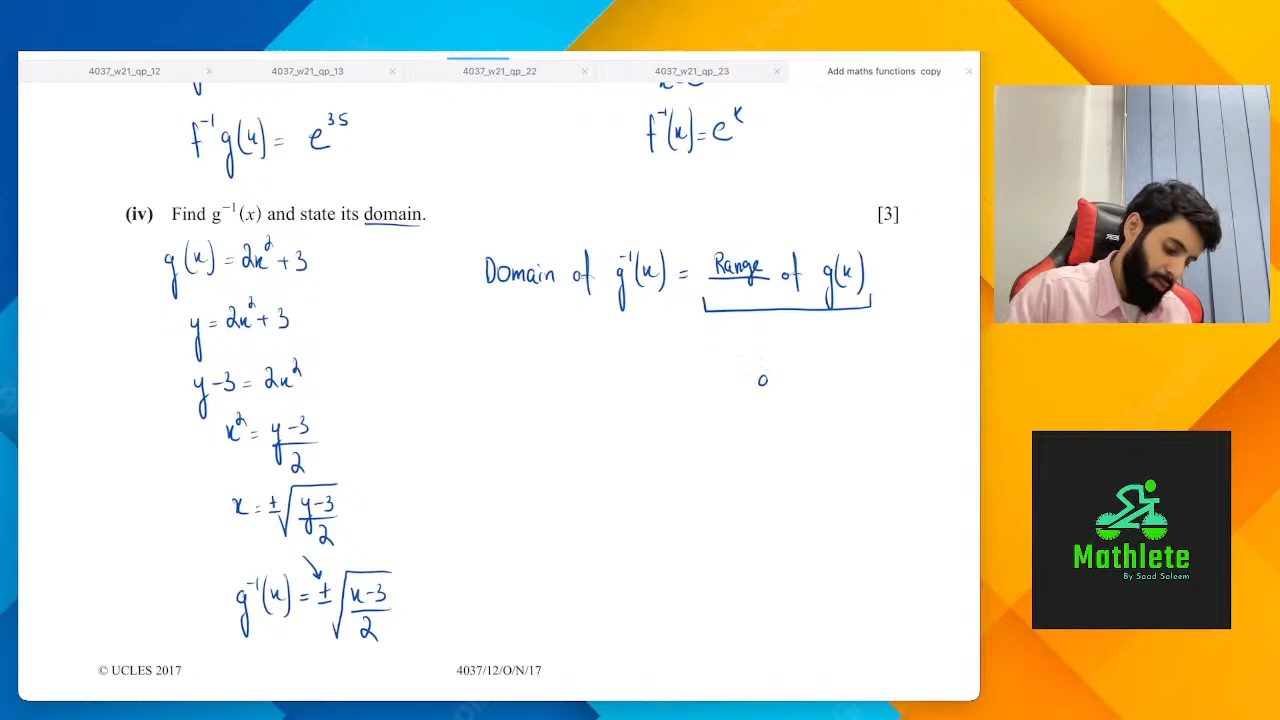 4037_w21_qp_12 × 4037_w21_qp_13 × 4037_w21_qp_22 × 4037_w21_qp_23 × Add maths functions copy ×
f⁻¹g(x) = e³⁵
f⁻¹(x) = eˣ
(iv) Find g⁻¹(x) and state its domain. [3]
g(x) = 2x² + 3
y = 2x² + 3
y - 3 = 2x²
x² = y-3/2
x = ±√(y-3/2)
g⁻¹(x) = ±√(x-3/2)
Domain of g⁻¹(x) = Range of g(x)
© UCLES 2017 4037/12/O/N/17
Mathlete
By Saad Saleem